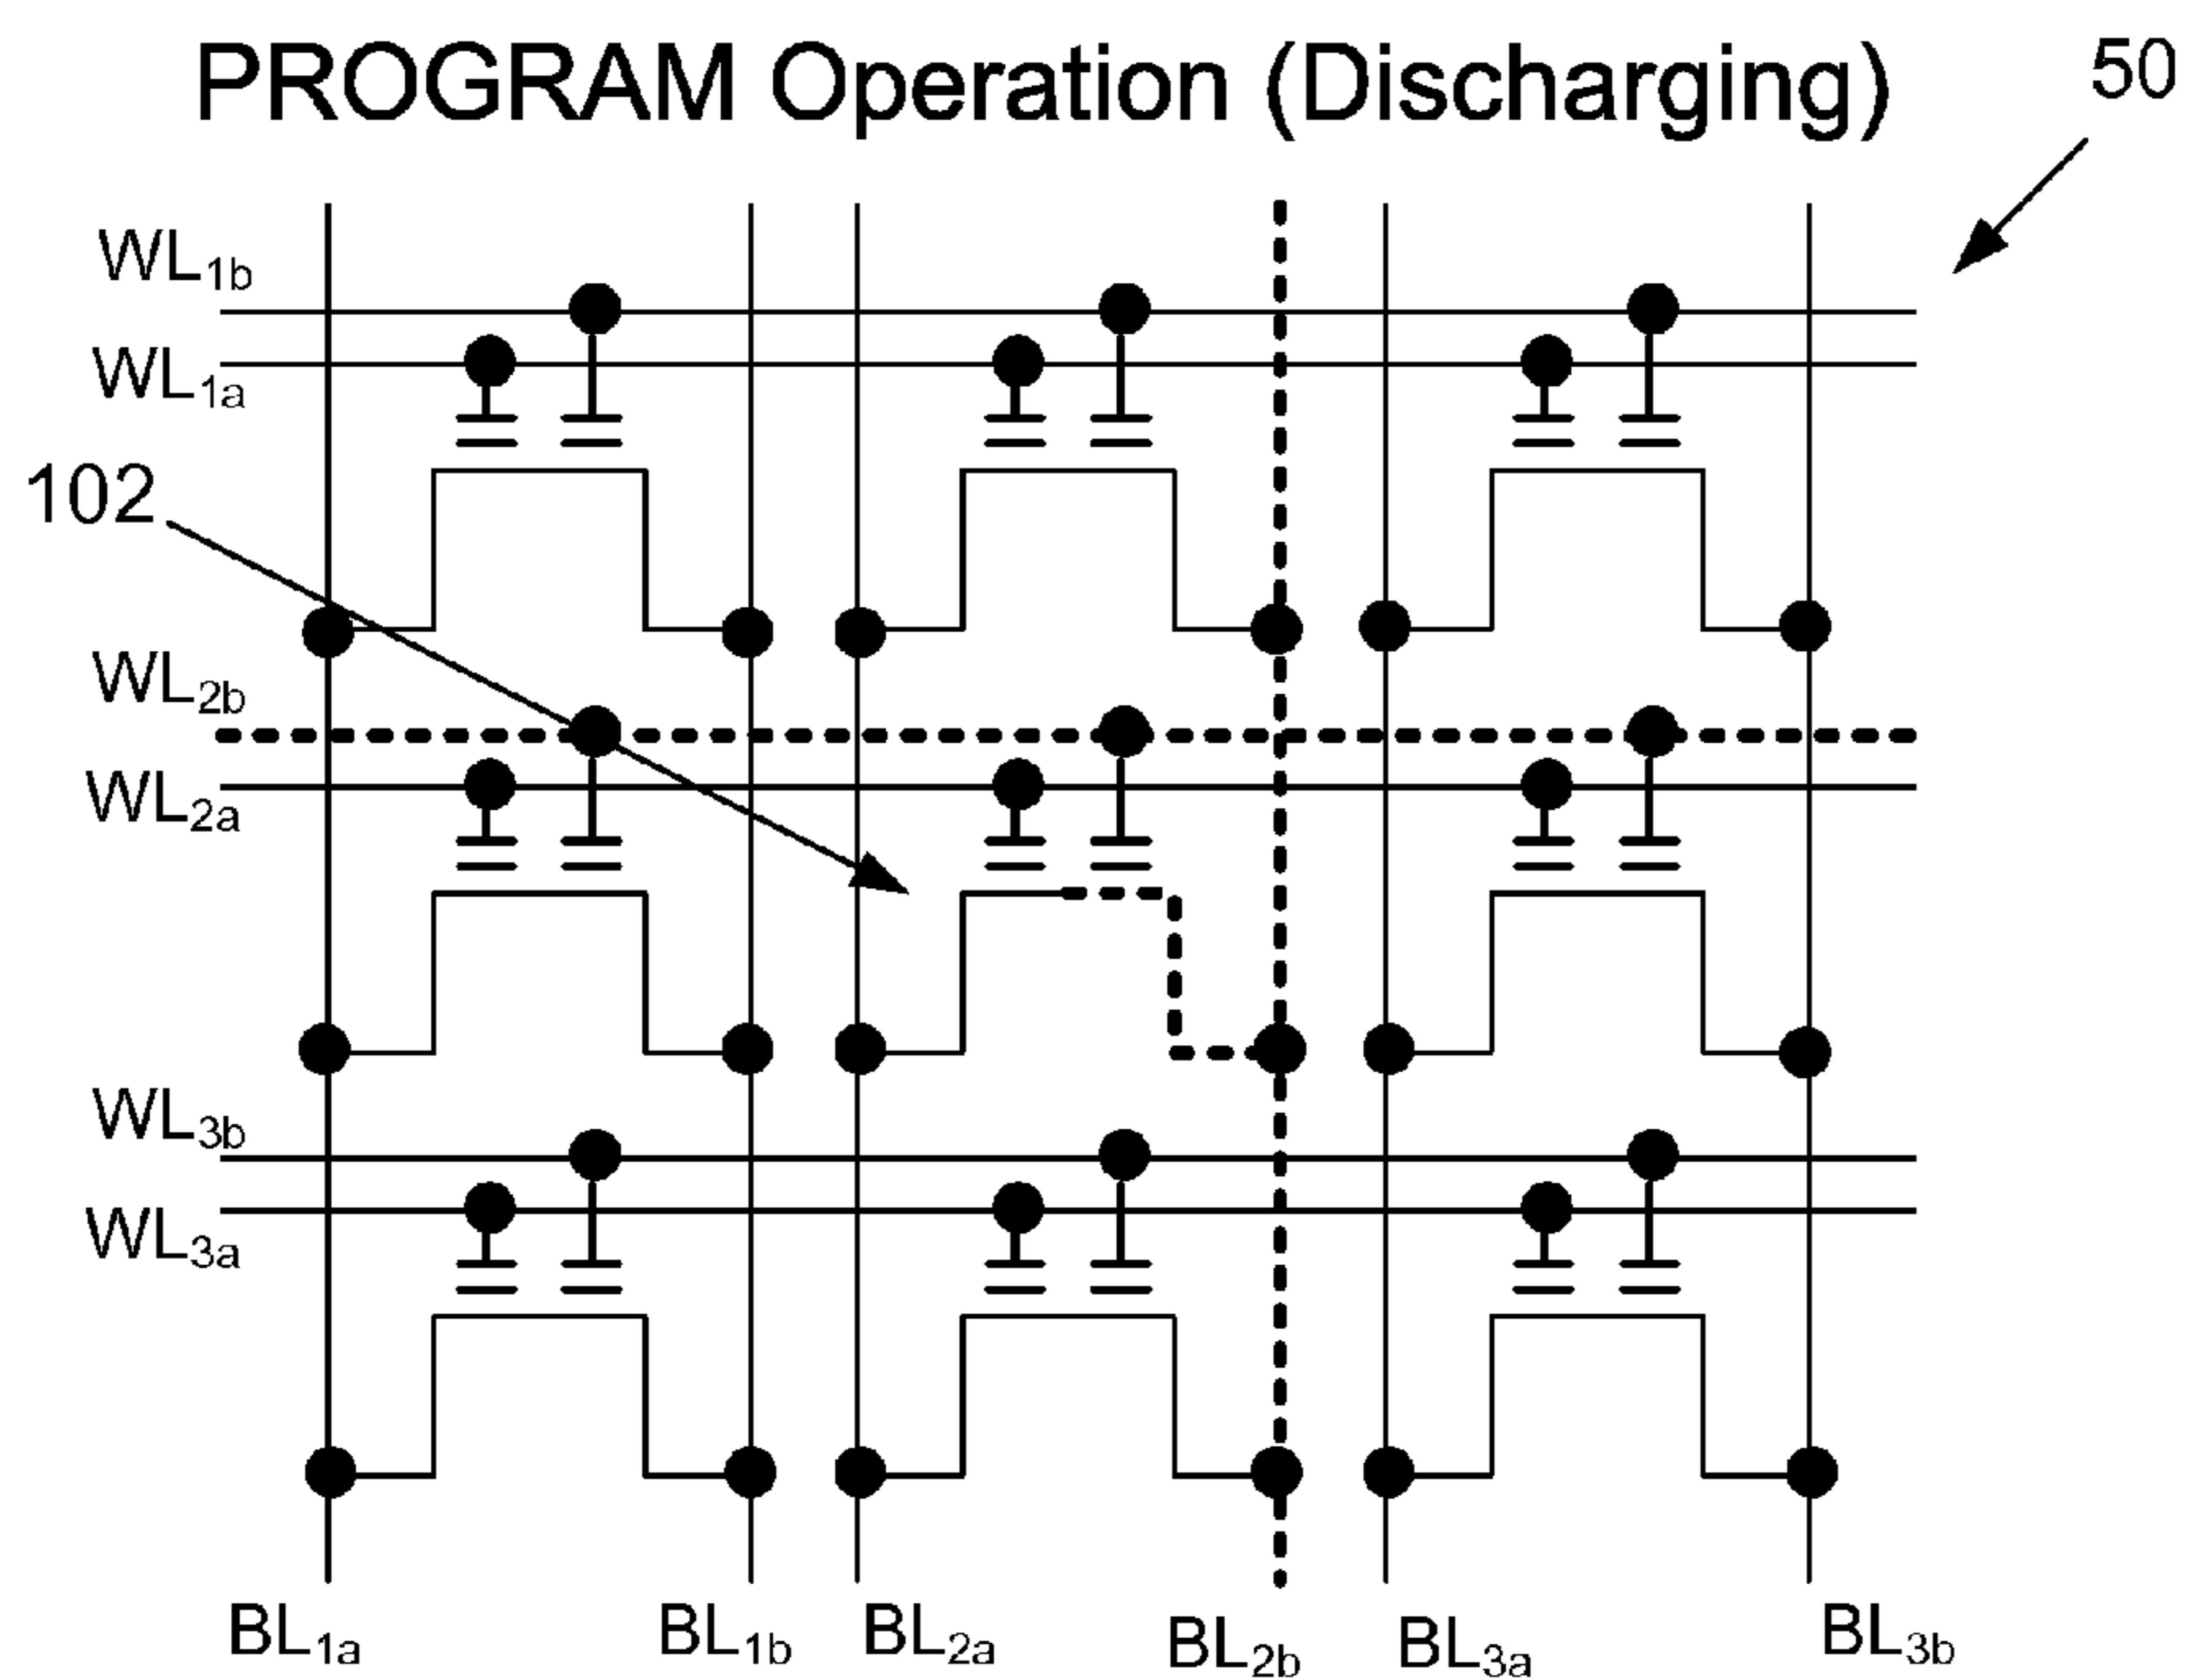 PROGRAM Operation (Discharging)
50
WL1b
WL1a
102
WL2b
WL2a
WL3b
WL3a
BL1a BL1b BL2a BL2b BL3a BL3b